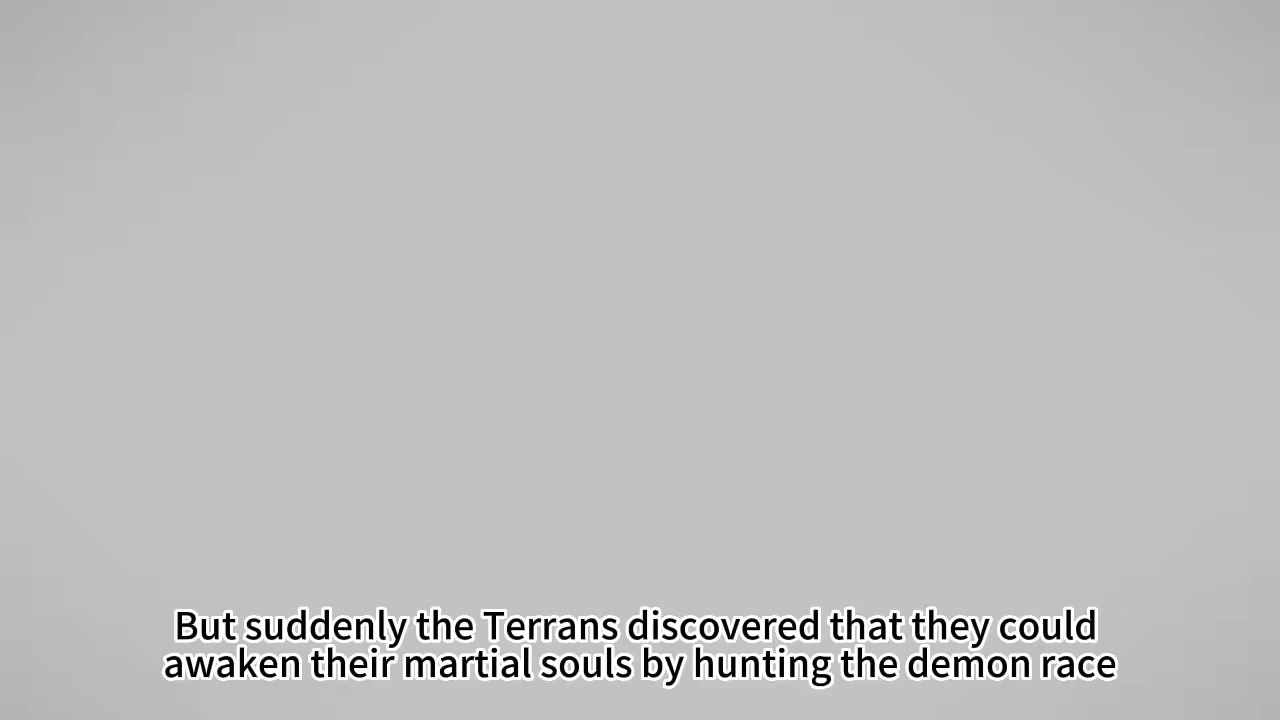 But suddenly the Terrans discovered that they could
awaken their martial souls by hunting the demon race